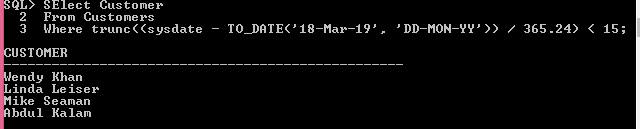 SQL> SElect Customer
2 From Customers
3 Where trunc((sysdate - TO_DATE('18-Mar-19', 'DD-MON-YY')) / 365.24) < 15;
CUSTOMER
--------------------------------------------------
Wendy Khan
Linda Leiser
Mike Seaman
Abdul Kalam